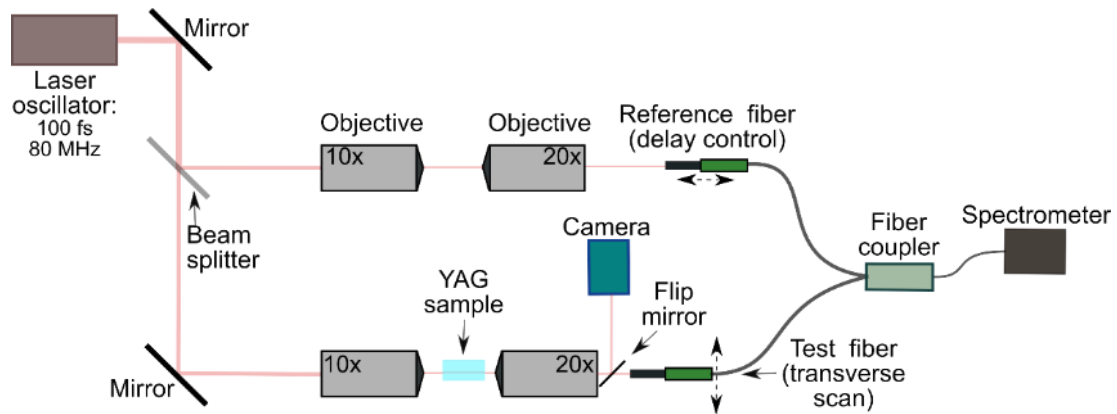 Mirror
Laser
oscillator:
100 fs
80 MHz
Objective
10x
Objective
20x
Reference fiber
(delay control)
Beam
splitter
Camera
Fiber
coupler
Spectrometer
YAG
sample
Flip
mirror
Mirror
10x
20x
Test fiber
(transverse
scan)